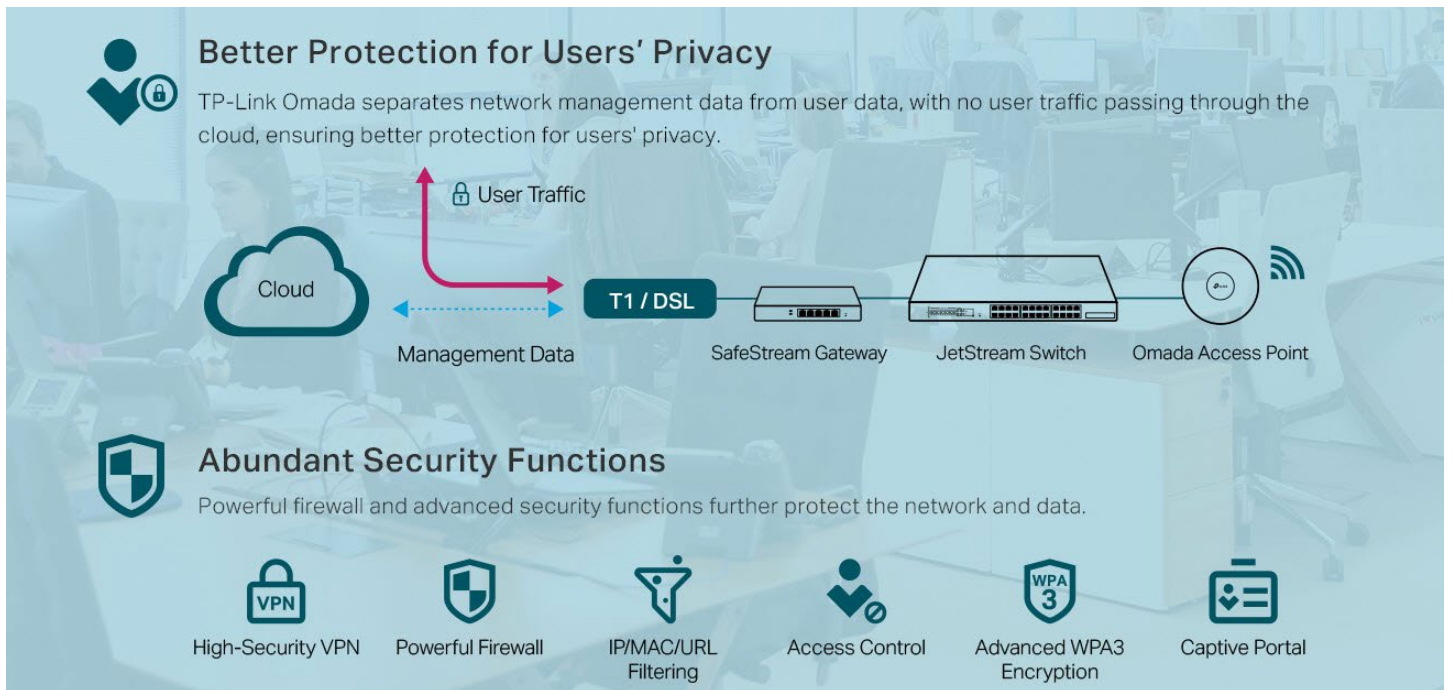 Better Protection for Users' Privacy
TP-Link Omada separates network management data from user data, with no user traffic passing through the
cloud, ensuring better protection for users' privacy.
User Traffic
Cloud
T1 / DSL
Management Data
SafeStream Gateway
JetStream Switch
Omada Access Point
Abundant Security Functions
Powerful firewall and advanced security functions further protect the network and data.
VPN
WPA
3
High-Security VPN
Powerful Firewall
IP/MAC/URL
Filtering
Access Control
Advanced WPA3
Encryption
Captive Portal